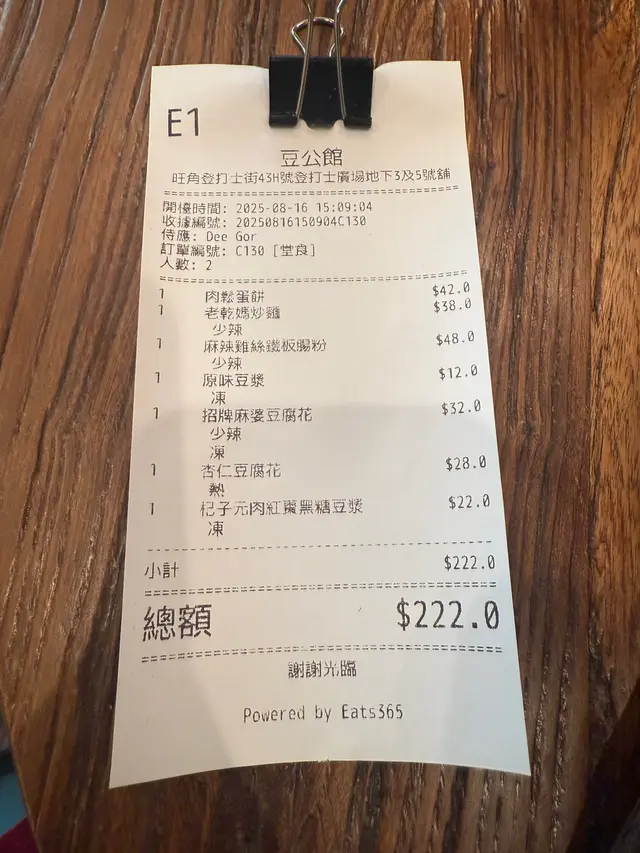 E1
豆公館
旺角登打士街43H號登打士廣場地下3及5號舖
開檯時間: 2025-08-16 15:09:04
收據編號: 20250816150904C130
侍應: Dee Gor
訂單編號: C130 [堂食]
人數: 2
1 肉鬆蛋餅 $42.0
1 老乾媽炒雞 $38.0
少辣
1 麻辣雞絲鐵板腸粉 $48.0
少辣
1 原味豆漿 $12.0
凍
1 招牌麻婆豆腐花 $32.0
少辣
凍
1 杏仁豆腐花 $28.0
熱
1 杞子元肉紅棗黑糖豆漿 $22.0
凍
小計 $222.0
總額 $222.0
謝謝光臨
Powered by Eats365